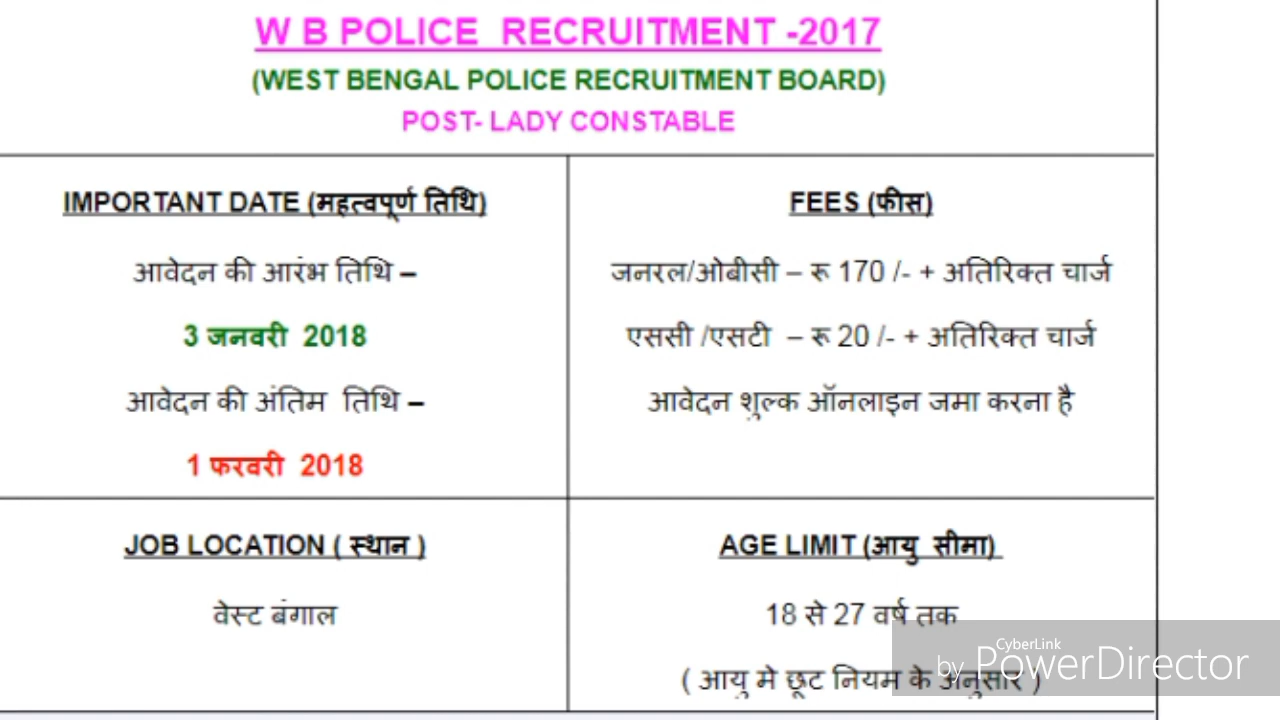 W B POLICE RECRUITMENT -2017
(WEST BENGAL POLICE RECRUITMENT BOARD)
POST- LADY CONSTABLE
IMPORTANT DATE (महत्वपूर्ण तिथि)
आवेदन की आरंभ तिथि –
3 जनवरी 2018
आवेदन की अंतिम तिथि –
1 फरवरी 2018
FEES (फीस)
जनरल/ओबीसी – रू 170 /- + अतिरिक्त चार्ज
एससी /एसटी – रू 20 /- + अतिरिक्त चार्ज
आवेदन शुल्क ऑनलाइन जमा करना है
JOB LOCATION ( स्थान )
वेस्ट बंगाल
AGE LIMIT (आयु सीमा)
18 से 27 वर्ष तक
( आयु मे छूट नियम के अनुसार )
CyberLink
by PowerDirector